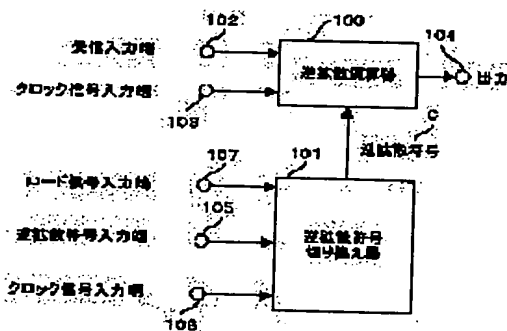 102
100
104
受信入力端
逆拡散演算器
出力
クロック信号入力端
103
C
逆拡散符号
107
101
ロード信号入力端
105
逆拡散符号入力端
逆拡散符号
切り換え器
クロック信号入力端
106